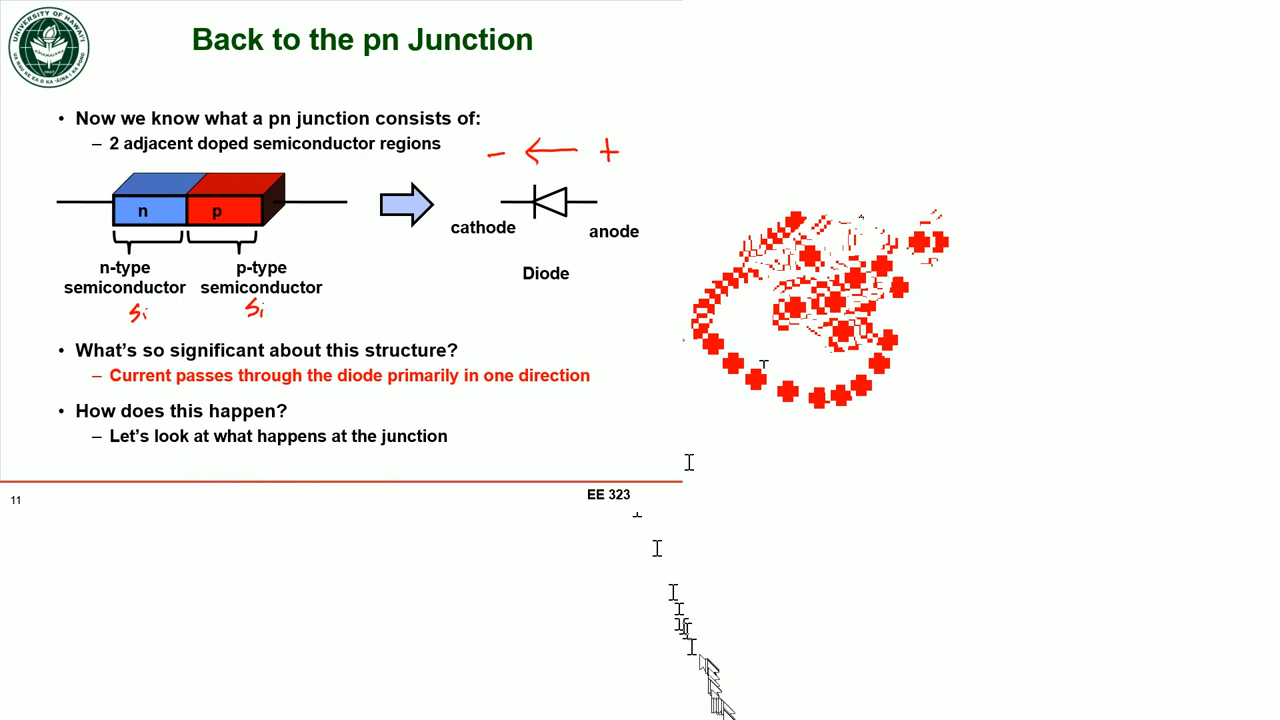 UNIVERSITY OF HAWAI'I
Back to the pn Junction
• Now we know what a pn junction consists of:
– 2 adjacent doped semiconductor regions
- ← +
n p
cathode
anode
n-type
semiconductor
p-type
semiconductor
Diode
Si Si
• What's so significant about this structure?
– Current passes through the diode primarily in one direction
• How does this happen?
– Let's look at what happens at the junction
11
EE 323